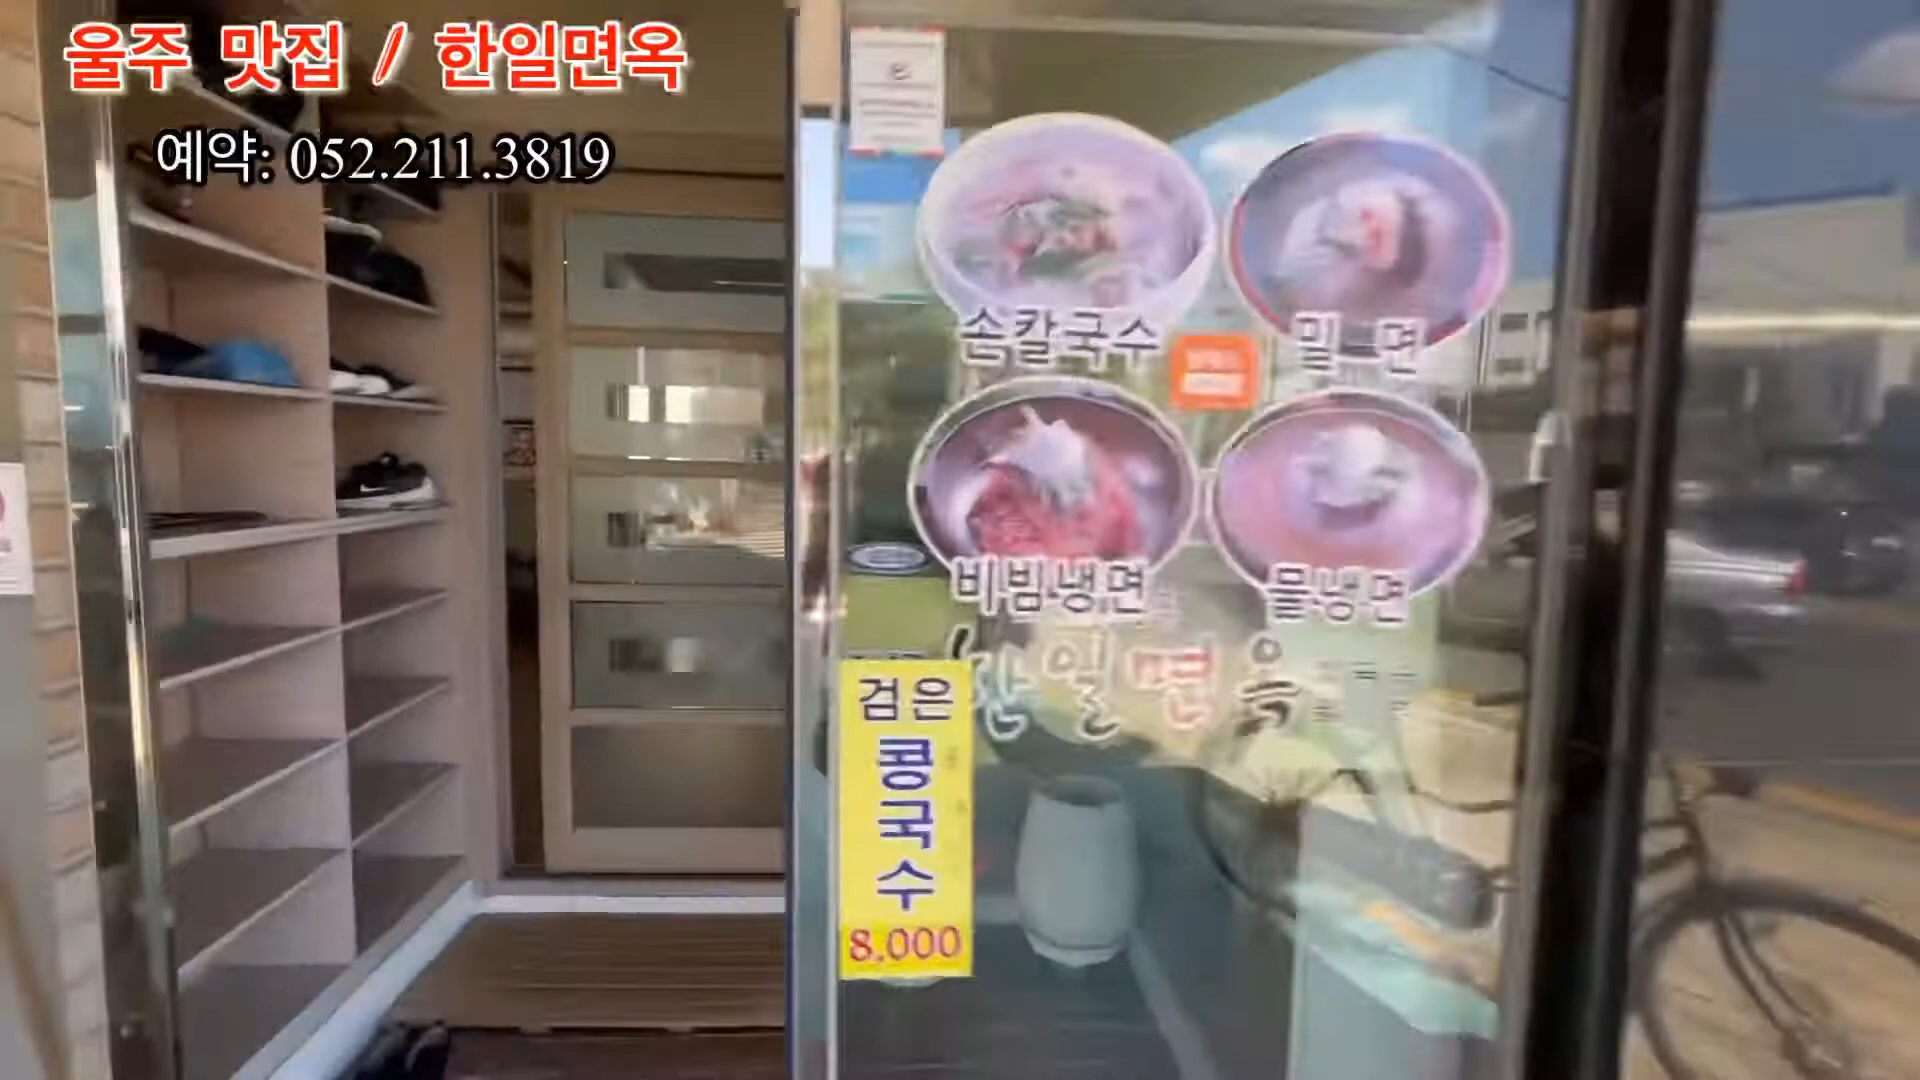 울주 맛집 / 한일면옥
예약: 052.211.3819
손칼국수
밀면
비빔냉면
물냉면
한일면옥
검은
콩국수
8,000